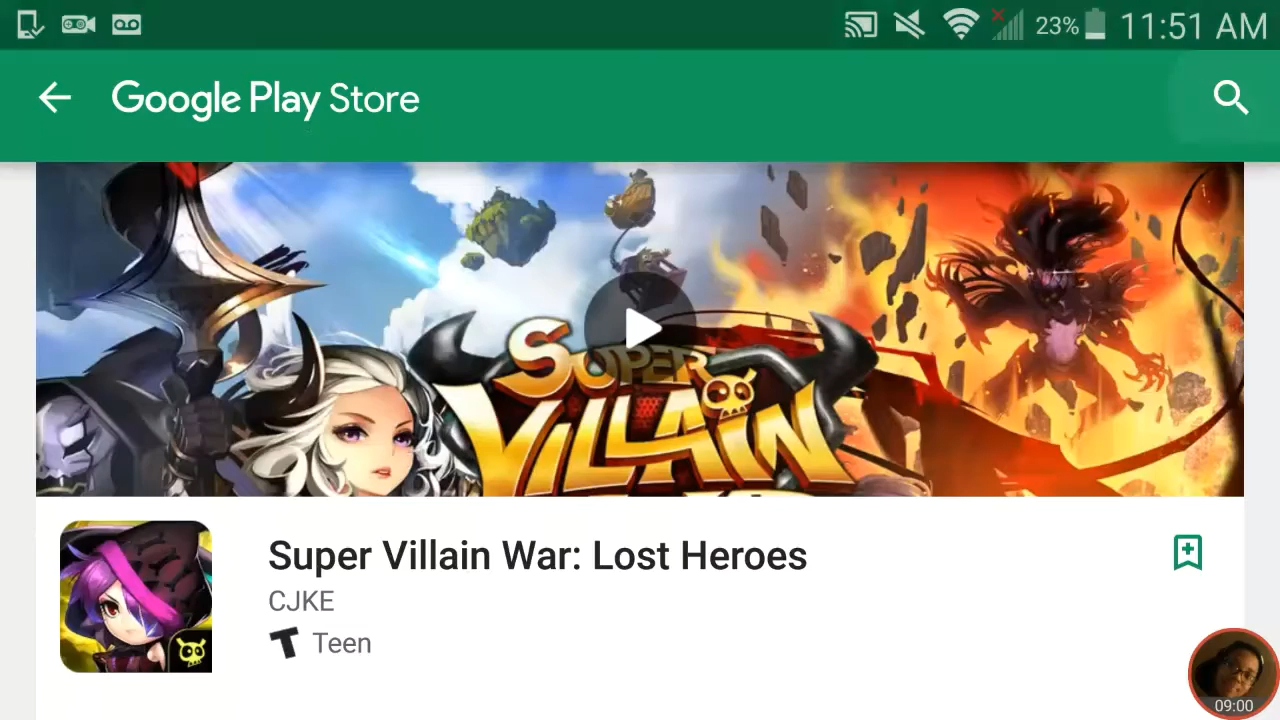 23% 11:51 AM
Google Play Store
SUPER
VILLAIN
Super Villain War: Lost Heroes
CJKE
T Teen
09:00